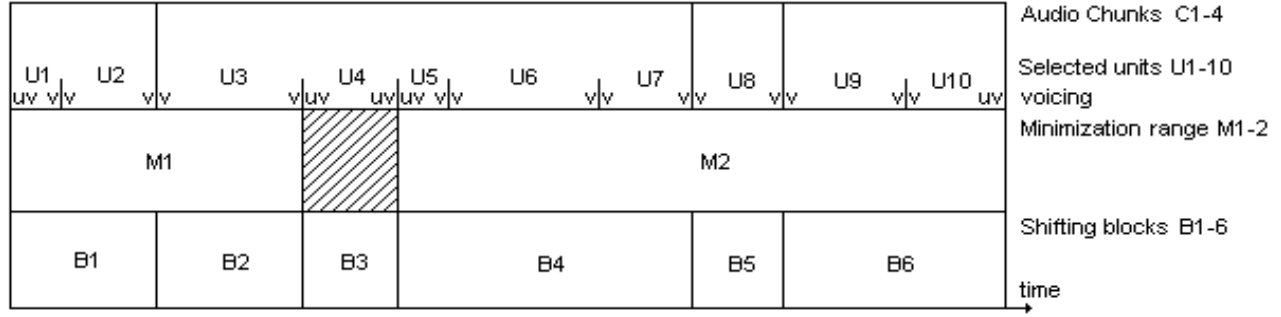 Audio Chunks C1-4
U1 U2 U3 U4 U5 U6 U7 U8 U9 U10 Selected units U1-10
uv v v v v v uv uv uv v v v v v v v v v v uv voicing
Minimization range M1-2
M1 M2
Shifting blocks B1-6
B1 B2 B3 B4 B5 B6
time